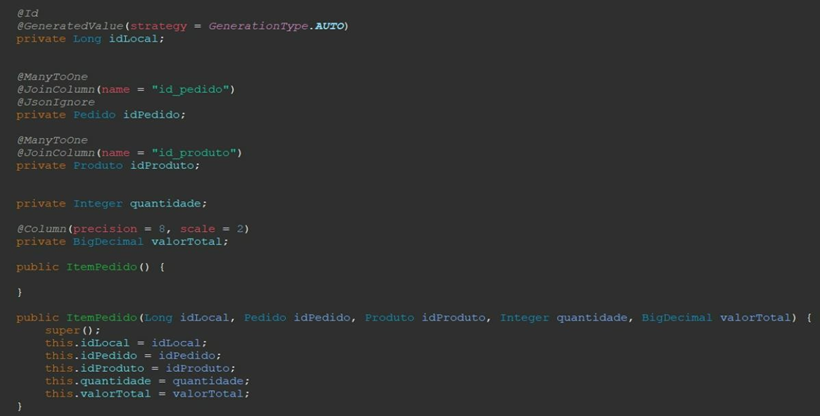 @Id
@GeneratedValue(strategy = GenerationType.AUTO)
private Long idLocal;
@ManyToOne
@JoinColumn(name = "id_pedido")
@JsonIgnore
private Pedido idPedido;
@ManyToOne
@JoinColumn(name = "id_produto")
private Produto idProduto;
private Integer quantidade;
@Column(precision = 8, scale = 2)
private BigDecimal valorTotal;
public ItemPedido() {
}
public ItemPedido(Long idLocal, Pedido idPedido, Produto idProduto, Integer quantidade, BigDecimal valorTotal) {
super();
this.idLocal = idLocal;
this.idPedido = idPedido;
this.idProduto = idProduto;
this.quantidade = quantidade;
this.valorTotal = valorTotal;
}